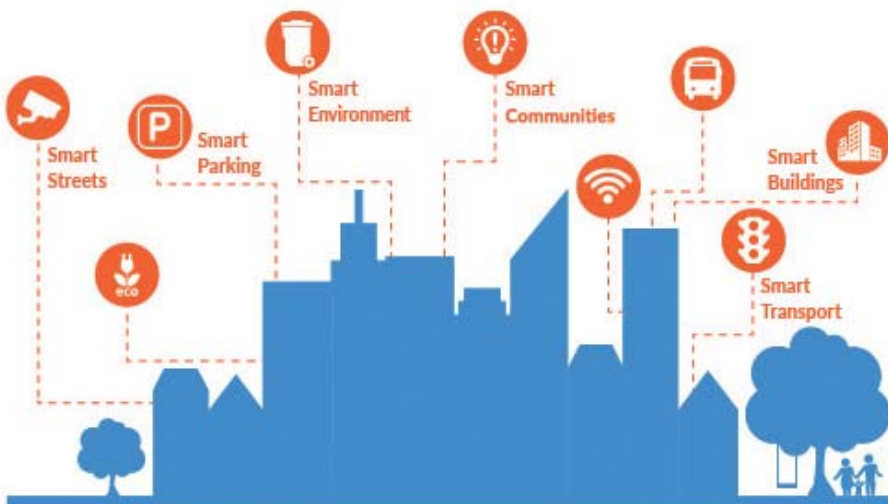 Smart
Environment
Smart
Communities
Smart
Streets
P
Smart
Parking
Smart
Buildings
eco
Smart
Transport